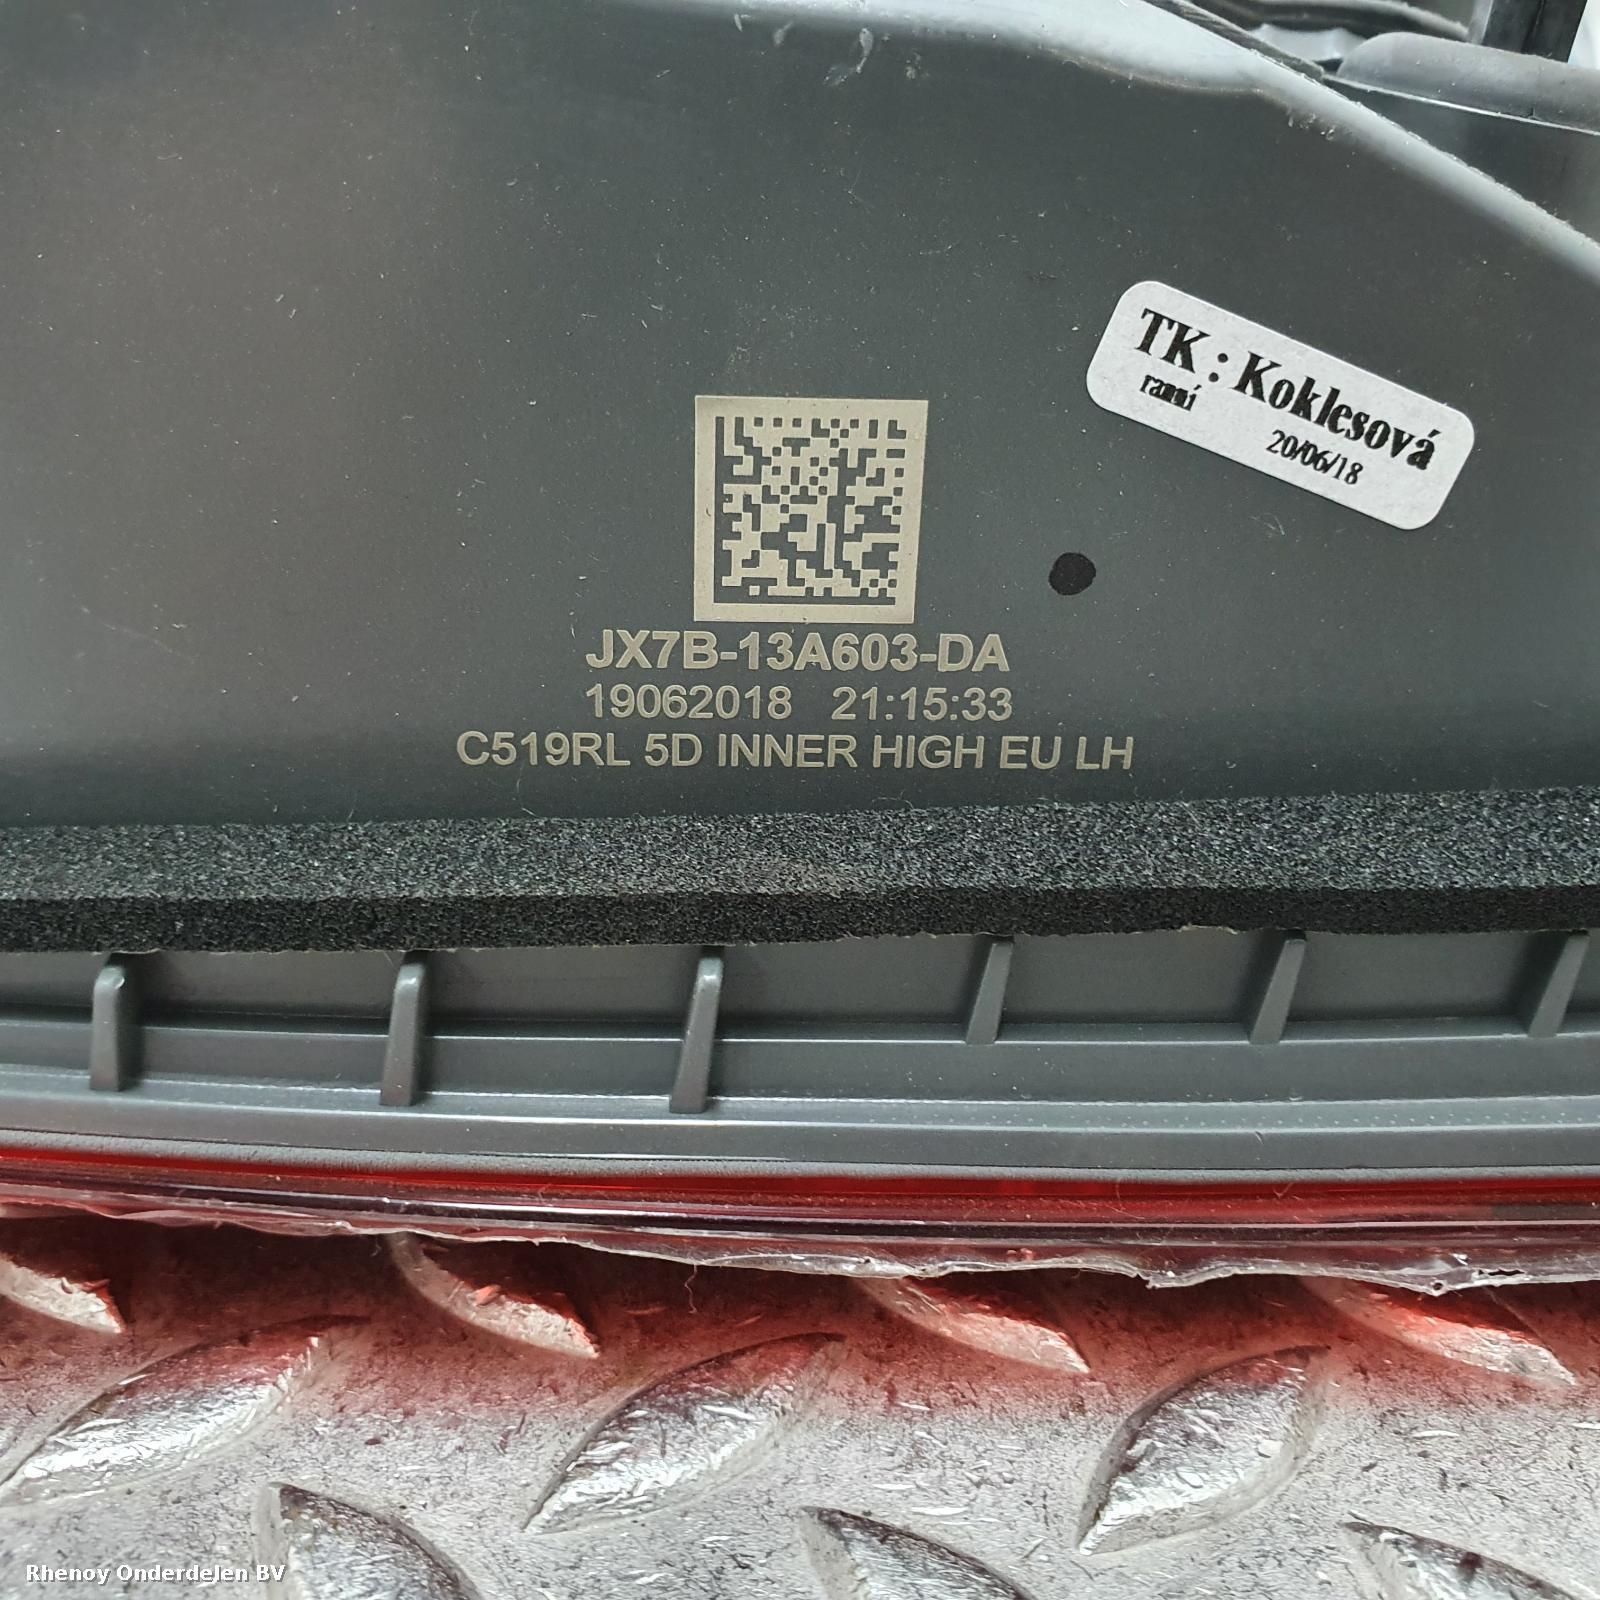 TK: Koklesová
ranní
20/06/18
JX7B-13A603-DA
19062018 21:15:33
C519RL 5D INNER HIGH EU LH
Rhenoy Onderdelen BV